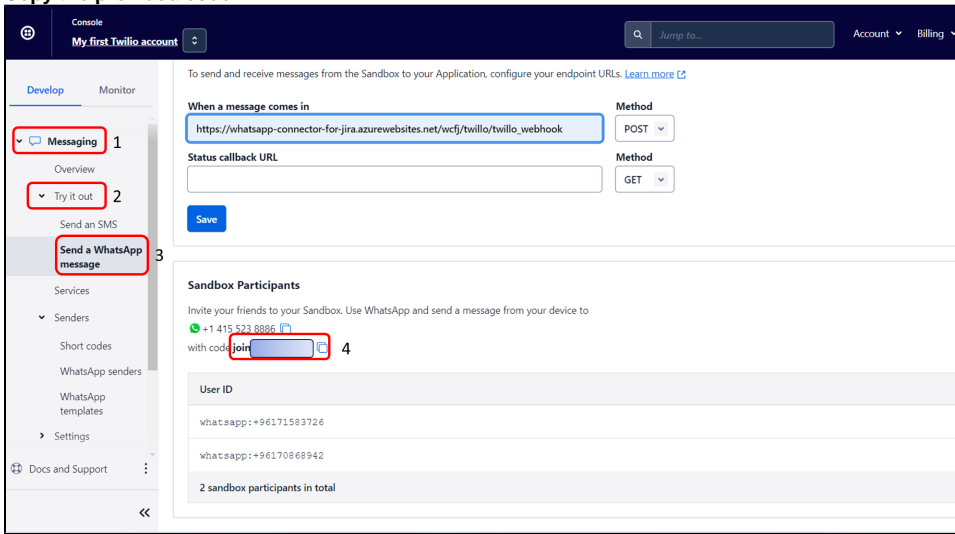 Console
My first Twilio account
Jump to...
Account
Billing
Develop
Monitor
Messaging
1
Overview
Try it out
2
Send an SMS
Send a WhatsApp
message
3
Services
Senders
Short codes
WhatsApp senders
WhatsApp
templates
Settings
Docs and Support
To send and receive messages from the Sandbox to your Application, configure your endpoint URLs. Learn more
When a message comes in
Method
https://whatsapp-connector-for-jira.azurewebsites.net/wcfj/twillo/twillo_webhook
POST
Status callback URL
Method
GET
Save
Sandbox Participants
Invite your friends to your Sandbox. Use WhatsApp and send a message from your device to
+1 415 523 8886
with code join
4
User ID
whatsapp:+96171583726
whatsapp:+96170868942
2 sandbox participants in total